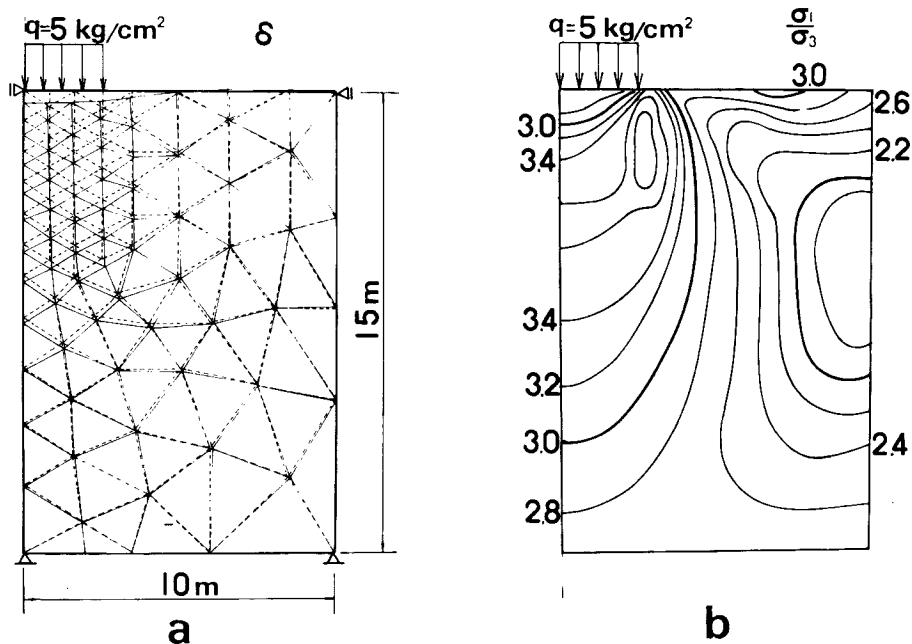 q=5 kg/cm²
δ
15m
10m
a
q=5 kg/cm²
σ₁
σ₃
3.0
2.6
3.0
3.4
2.2
3.4
3.2
3.0
2.4
2.8
b